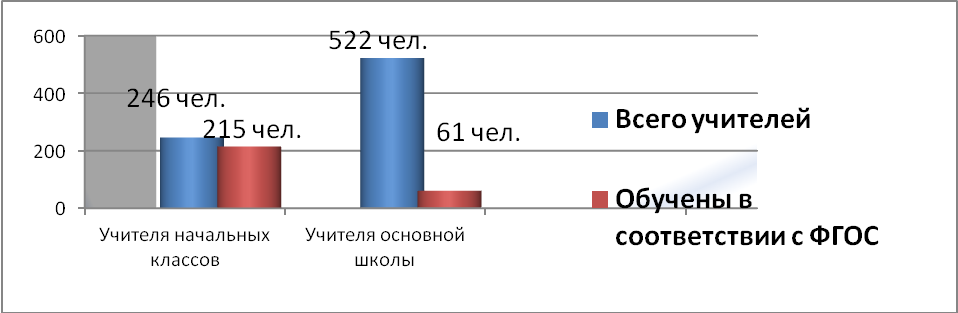 600
400
200
0
246 чел.
215 чел.
522 чел.
61 чел.
Учителя начальных
классов
Учителя основной
школы
Всего учителей
Обучены в
соответствии с ФГОС